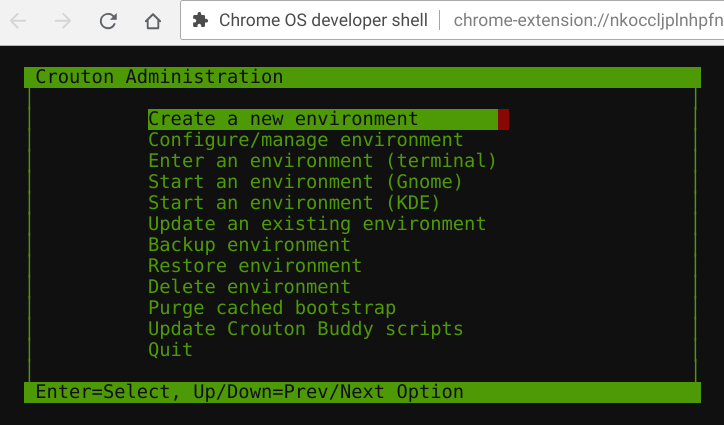 Chrome OS developer shell | chrome-extension://nkoccljplnhpfn
Crouton Administration
Create a new environment
Configure/manage environment
Enter an environment (terminal)
Start an environment (Gnome)
Start an environment (KDE)
Update an existing environment
Backup environment
Restore environment
Delete environment
Purge cached bootstrap
Update Crouton Buddy scripts
Quit
Enter=Select, Up/Down=Prev/Next Option